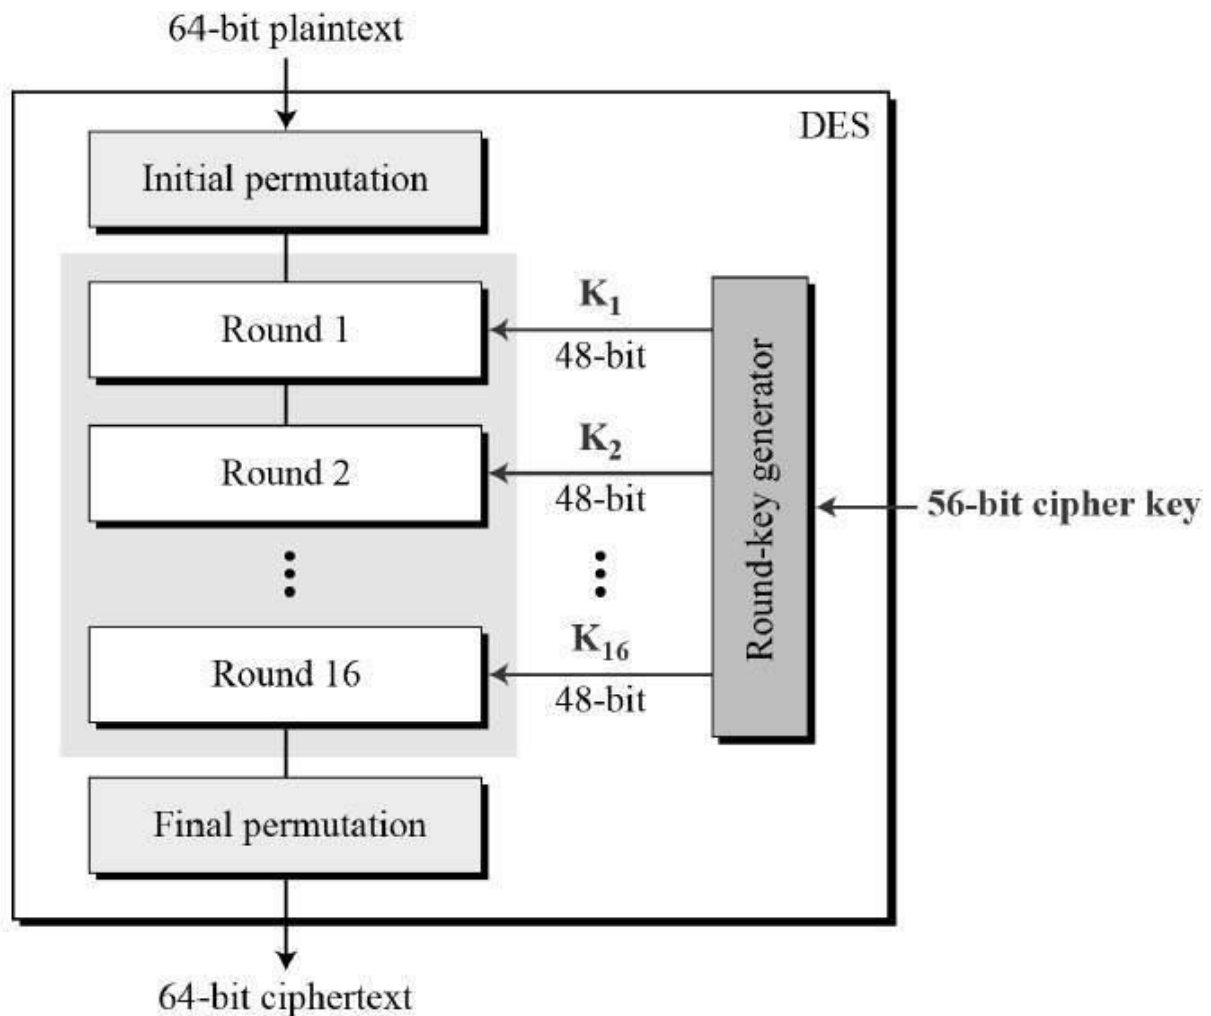 64-bit plaintext
DES
Initial permutation
Round 1
K₁
48-bit
Round 2
K₂
48-bit
Round-key generator
56-bit cipher key
Round 16
K₁₆
48-bit
Final permutation
64-bit ciphertext